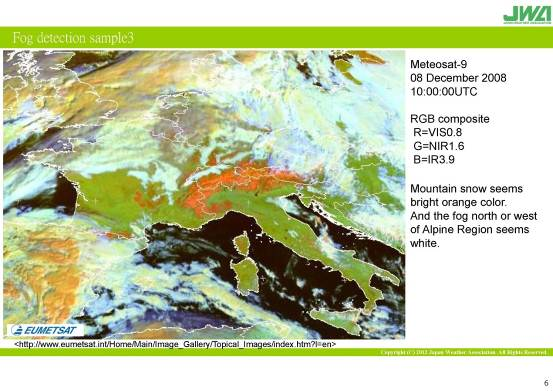 JWA
Fog detection sample3
Meteosat-9
08 December 2008
10:00:00UTC
RGB composite
R=VIS0.8
G=NIR1.6
B=IR3.9
Mountain snow seems
bright orange color.
And the fog north or west
of Alpine Region seems
white.
EUMETSAT
<http://www.eumetsat.int/Home/Main/Image_Gallery/Topical_Images/index.htm?l=en>
Copyright (C) 2012 Japan Weather Association All Rights Reserved.
6